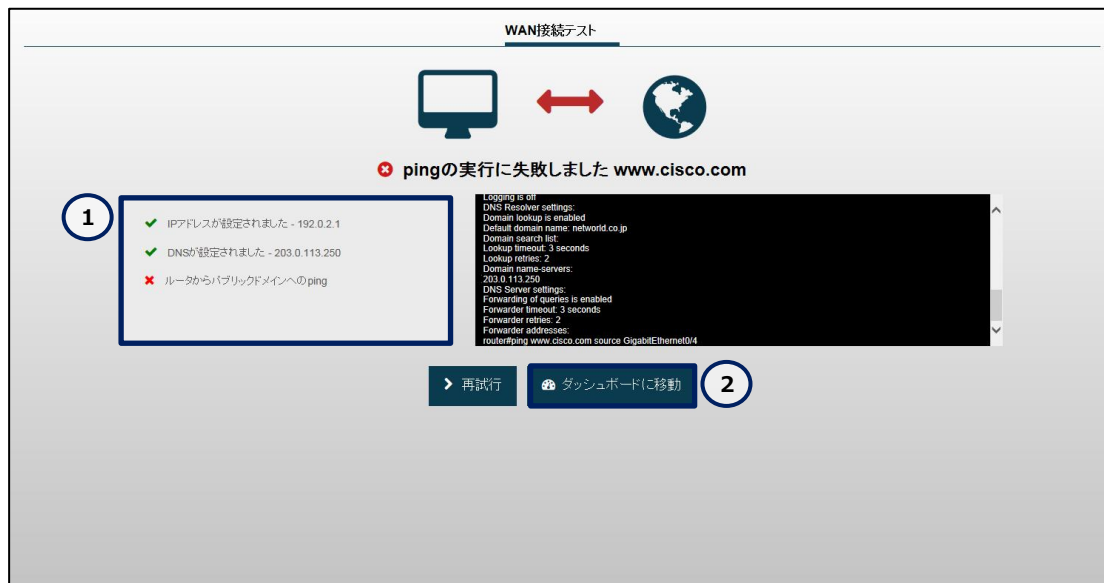 WAN接続テスト
pingの実行に失敗しました www.cisco.com
1
IPアドレスが設定されました - 192.0.2.1
DNSが設定されました - 203.0.113.250
ルータからパブリックドメインへのping
Logging is off
DNS Resolver settings:
Domain lookup is enabled
Default domain name: networld.co.jp
Domain search list:
Lookup timeout: 3 seconds
Lookup retries: 2
Domain name-servers:
203.0.113.250
DNS Server settings:
Forwarding of queries is enabled
Forwarder timeout: 3 seconds
Forwarder retries: 2
Forwarder addresses:
router#ping www.cisco.com source GigabitEthernet0/4
再試行
ダッシュボードに移動
2